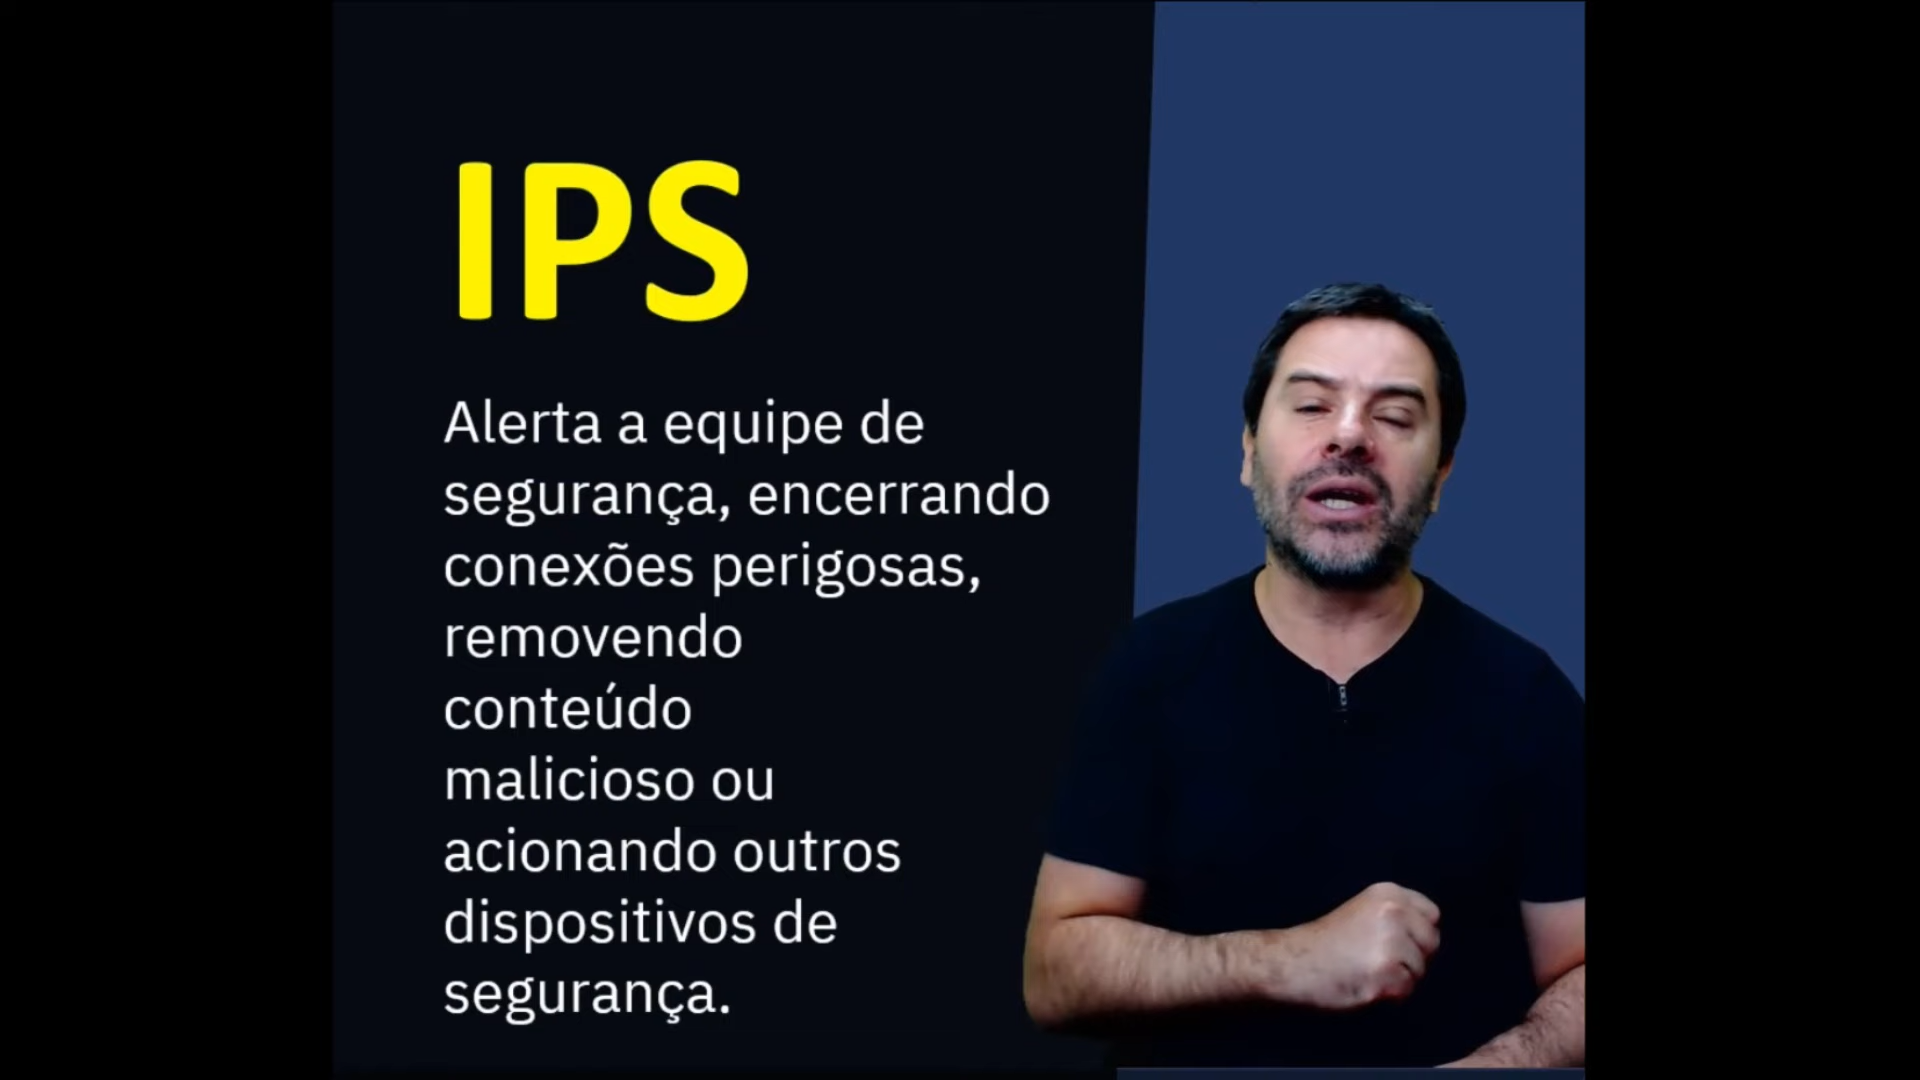 IPS
Alerta a equipe de
segurança, encerrando
conexões perigosas,
removendo
conteúdo
malicioso ou
acionando outros
dispositivos de
segurança.